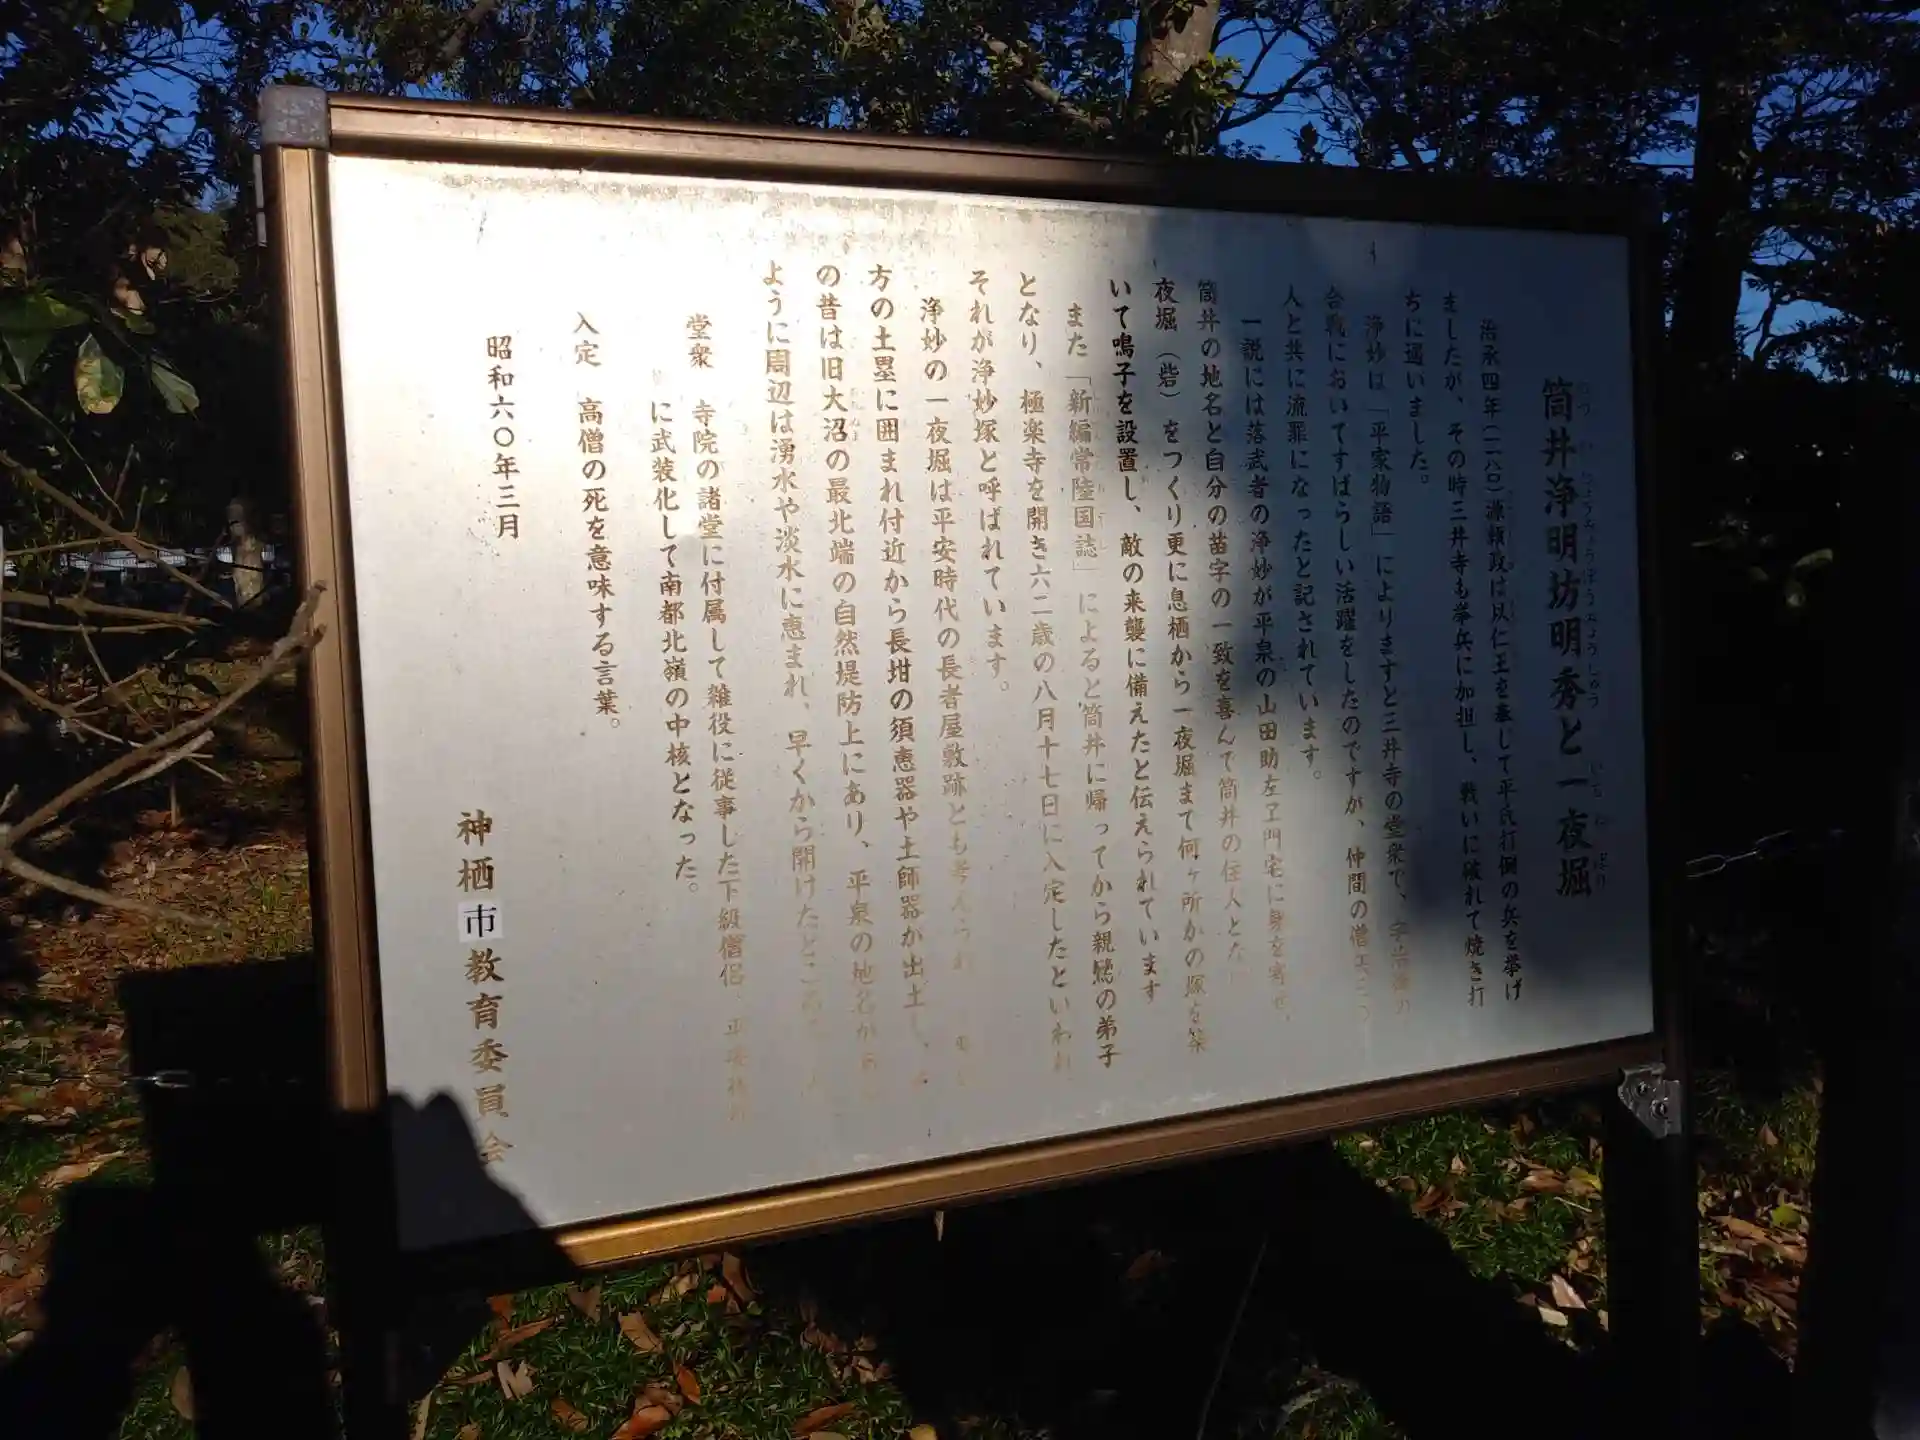 筒井浄明坊明秀と一夜堀
治承四年(一一八〇)源頼政は以仁王を奉じて平氏打倒の兵を挙げ
ましたが、その時三井寺も挙兵に加担し、戦いに破れて焼き打
ちに遇いました。
浄妙は「平家物語」によりますと三井寺の堂衆で、宇治橋の
合戦においてすばらしい活躍をしたのですが、仲間の僧兵三〇
人と共に流罪になったと記されています。
一説には落武者の浄妙が平泉の山田助左ヱ門宅に身を寄せ、
筒井の地名と自分の苗字の一致を喜んで筒井の住人とな
夜堀(砦)をつくり更に息栖から一夜堀まで何ヶ所かの塚を築
いて鳴子を設置し、敵の来襲に備えたと伝えられています
また「新編常陸国誌」によると筒井に帰ってから親鸞の弟子
となり、極楽寺を開き六二歳の八月十七日に入定したといわれ
それが浄妙塚と呼ばれています。
浄妙の一夜堀は平安時代の長者屋敷跡とも考えられ
方の土塁に囲まれ付近から長坩の須恵器や土師器が出土し、
の昔は旧大沼の最北端の自然堤防上にあり、平泉の地名が
ように周辺は湧水や淡水に恵まれ、早くから開けたところ
堂衆 寺院の諸堂に付属して雑役に従事した下級僧侶、平安
に武装化して南都北嶺の中核となった。
入定 高僧の死を意味する言葉。
昭和六〇年三月
神栖市教育委員会